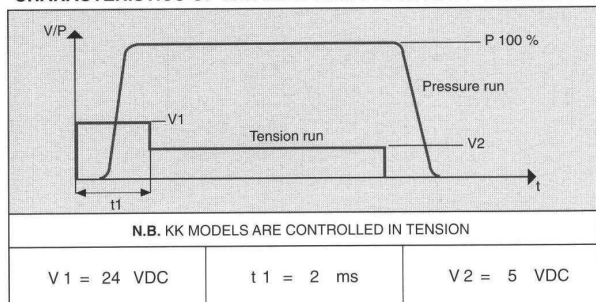 V/P
P 100 %
Pressure run
V1
Tension run
V2
t1
t
N.B. KK MODELS ARE CONTROLLED IN TENSION
V 1 = 24 VDC
t 1 = 2 ms
V 2 = 5 VDC